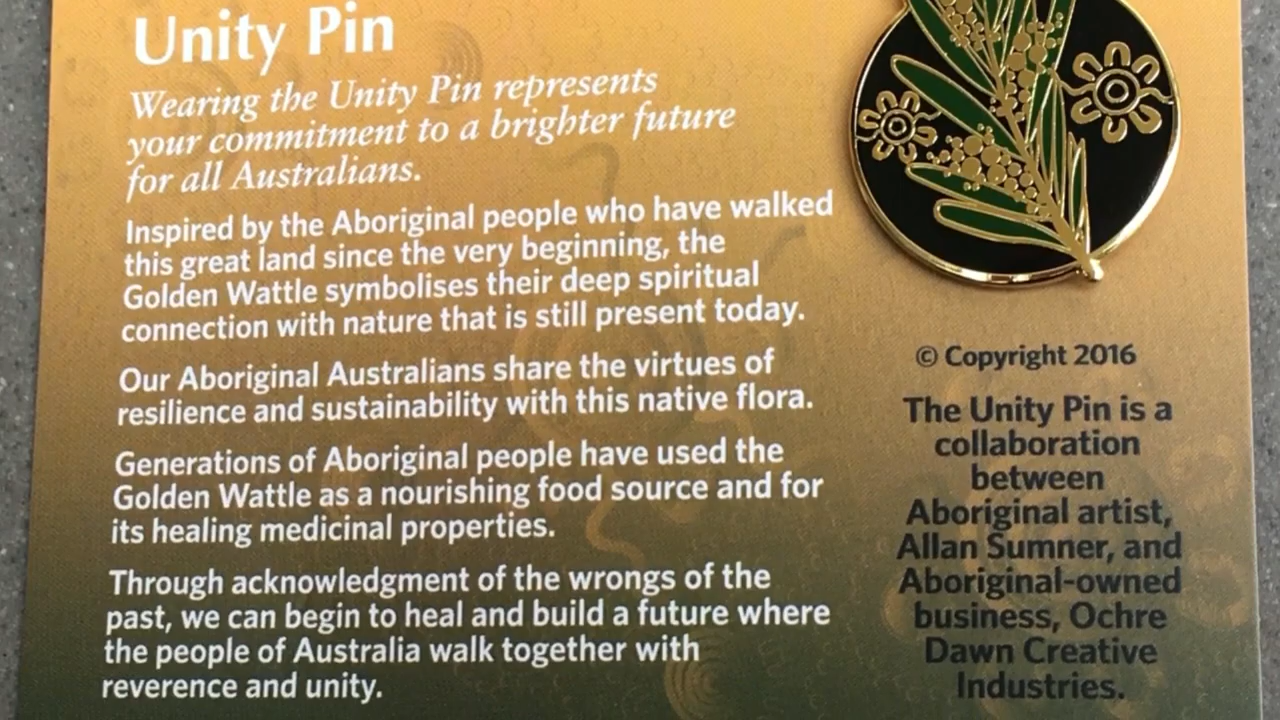 Unity Pin
Wearing the Unity Pin represents
your commitment to a brighter future
for all Australians.
Inspired by the Aboriginal people who have walked
this great land since the very beginning, the
Golden Wattle symbolises their deep spiritual
connection with nature that is still present today.
Our Aboriginal Australians share the virtues of
resilience and sustainability with this native flora.
Generations of Aboriginal people have used the
Golden Wattle as a nourishing food source and for
its healing medicinal properties.
Through acknowledgment of the wrongs of the
past, we can begin to heal and build a future where
the people of Australia walk together with
reverence and unity.
© Copyright 2016
The Unity Pin is a
collaboration
between
Aboriginal artist,
Allan Sumner, and
Aboriginal-owned
business, Ochre
Dawn Creative
Industries.